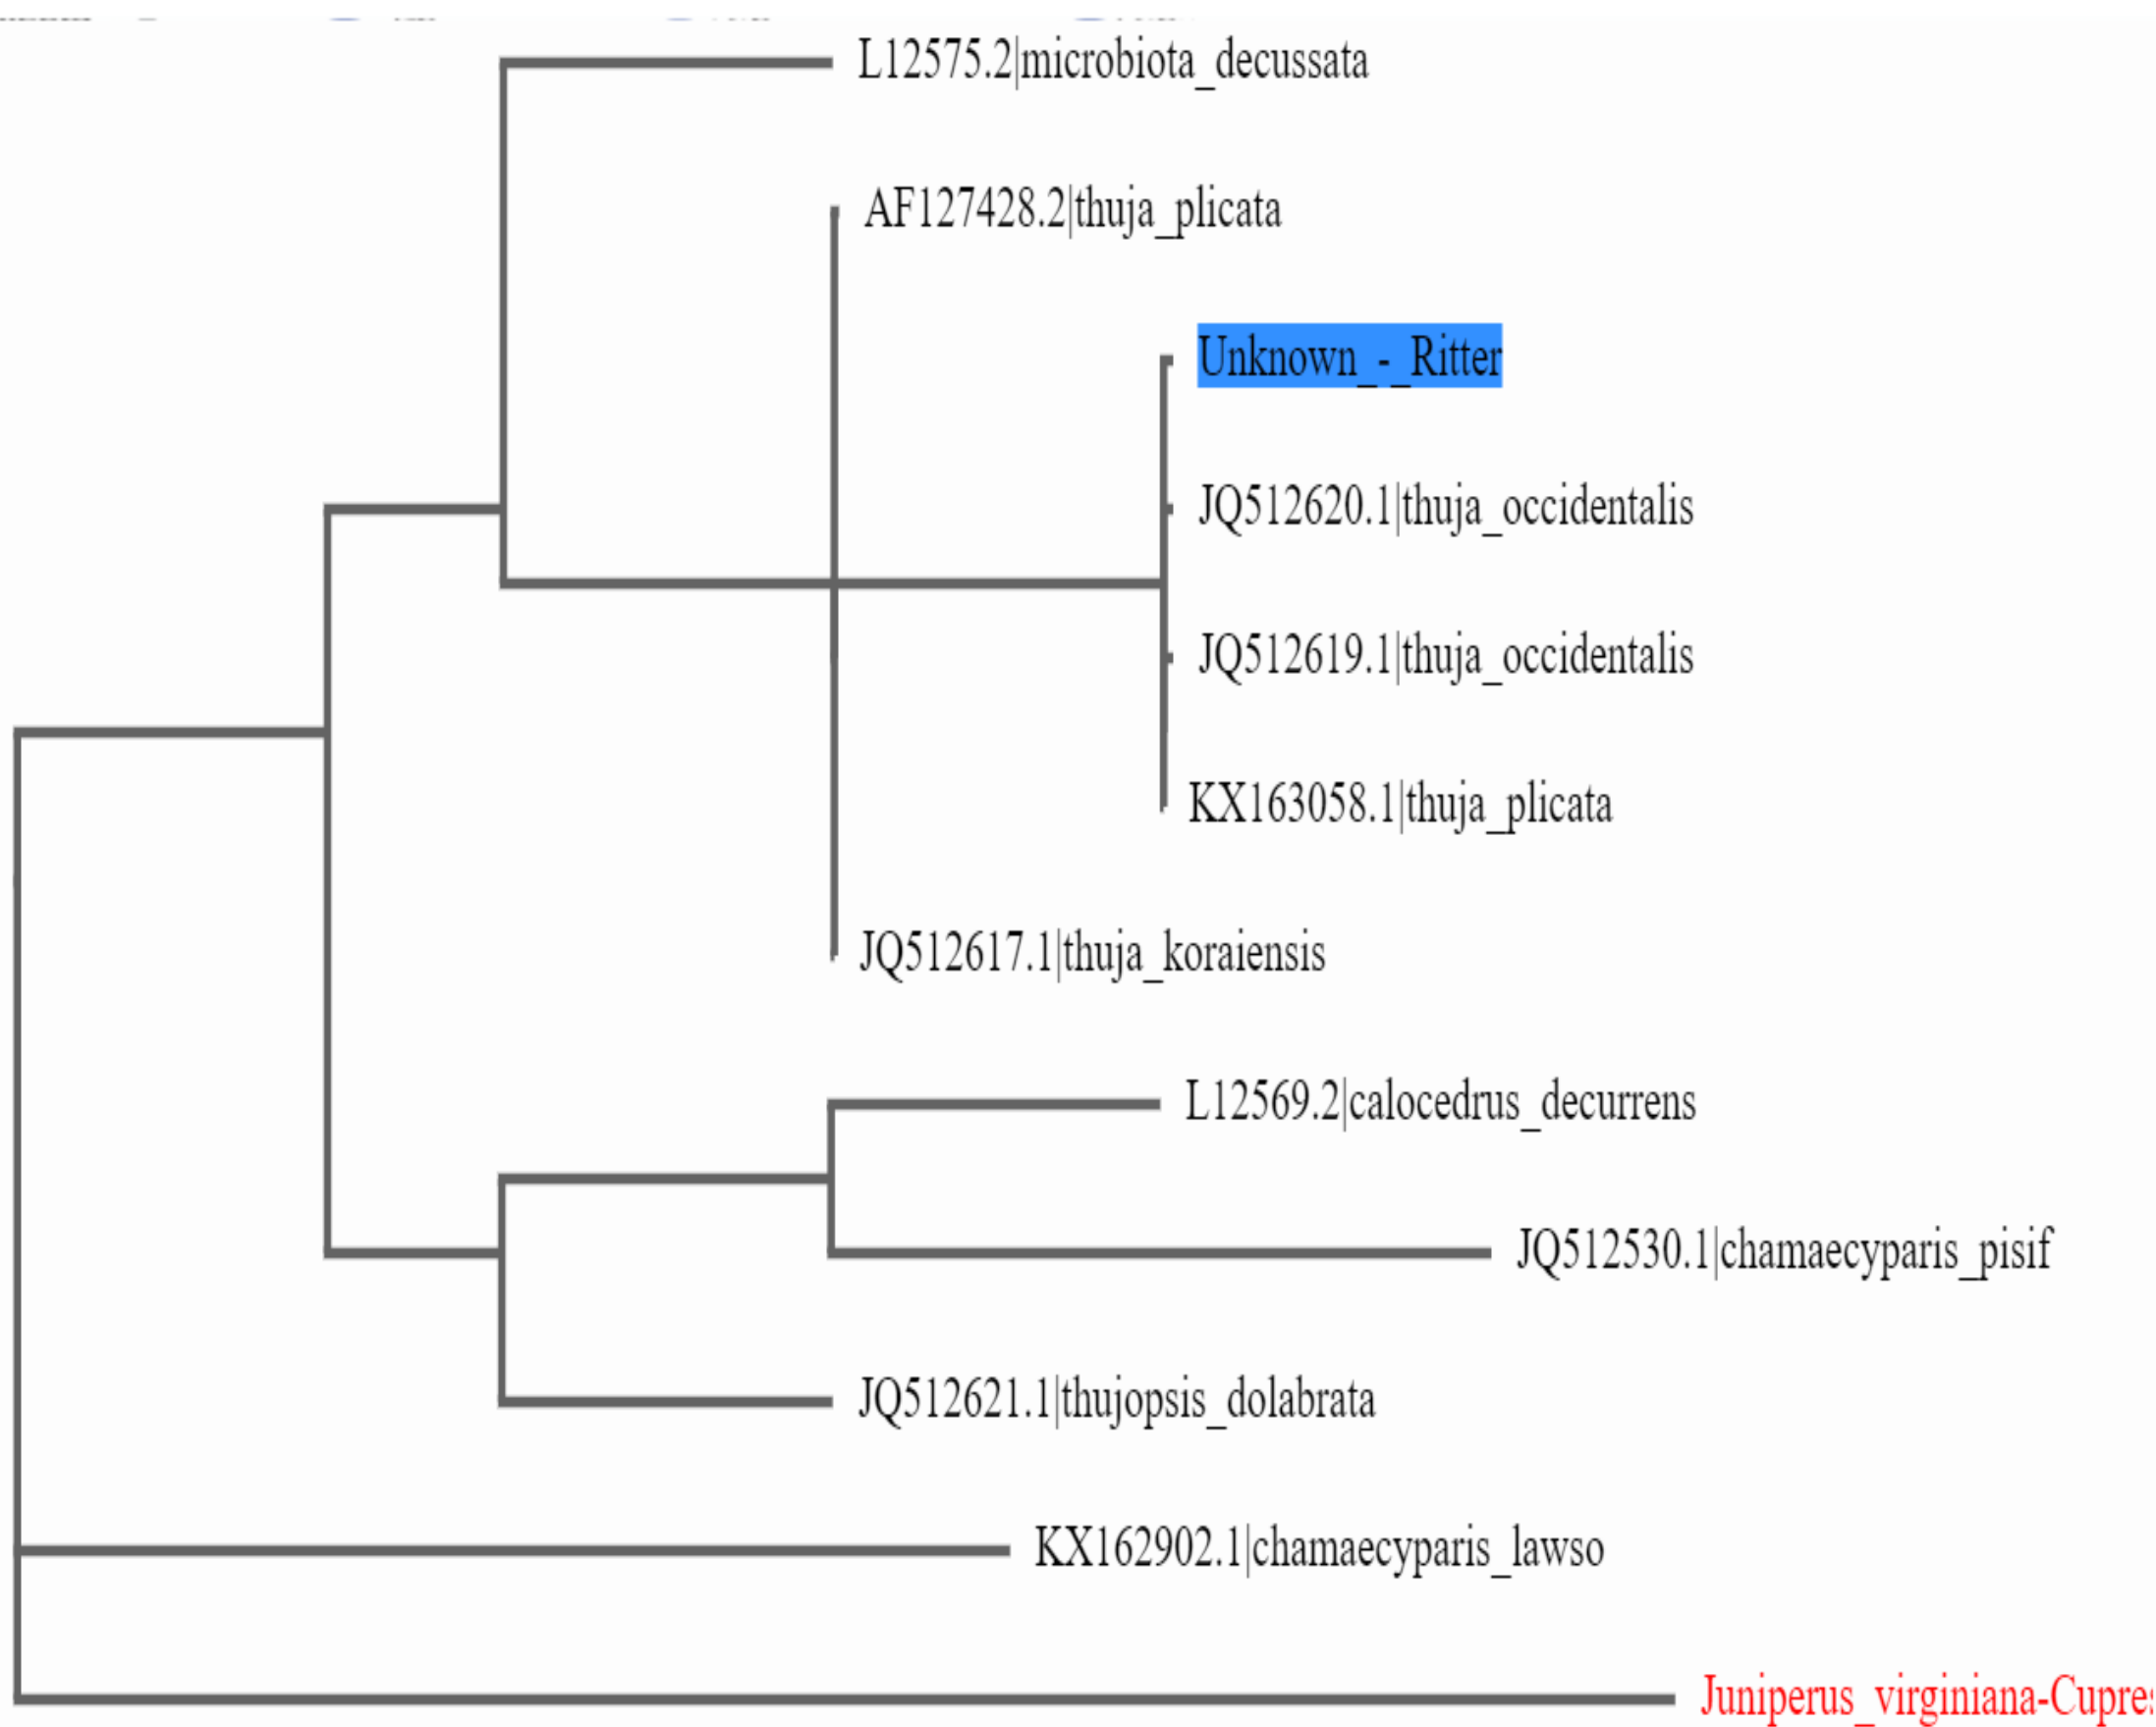 L12575.2|microbiota_decussata
AF127428.2|thuja_plicata
Unknown_-_Ritter
JQ512620.1|thuja_occidentalis
JQ512619.1|thuja_occidentalis
KX163058.1|thuja_plicata
JQ512617.1|thuja_koraiensis
L12569.2|calocedrus_decurrens
JQ512530.1|chamaecyparis_pisif
JQ512621.1|thujopsis_dolabrata
KX162902.1|chamaecyparis_lawso
Juniperus_virginiana-Cupres